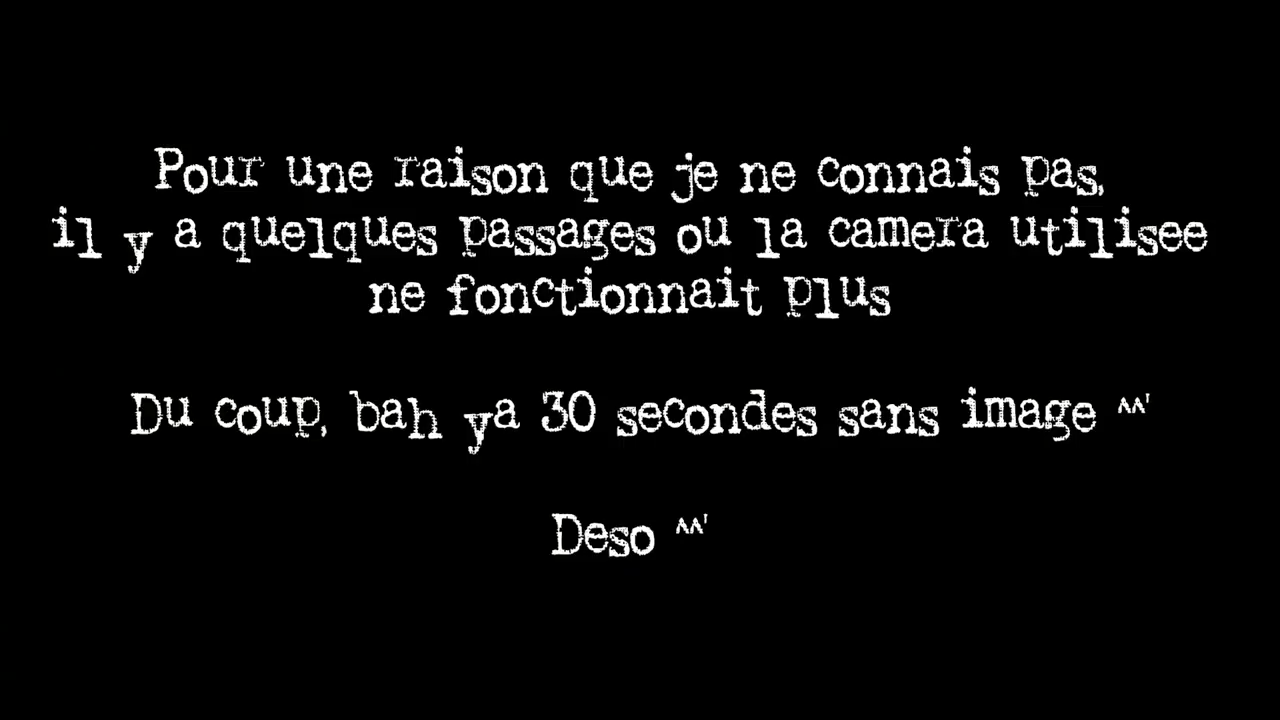 Pour une raison que je ne connais pas,
il y a quelques passages ou la camera utilisee
ne fonctionnait plus
Du coup, bah ya 30 secondes sans image ^^'
Deso ^^'